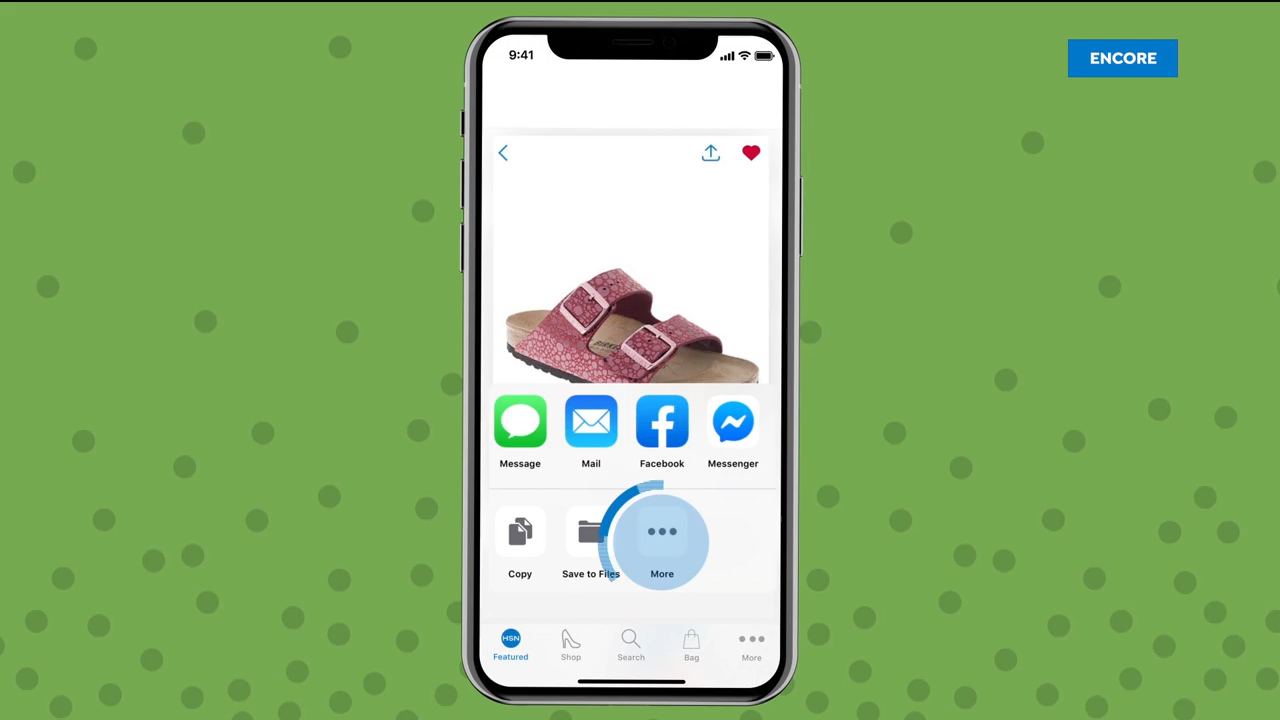 9:41
ENCORE
Message
Mail
Facebook
Messenger
Copy
Save to Files
More
HSN
Featured
Shop
Search
Bag
More